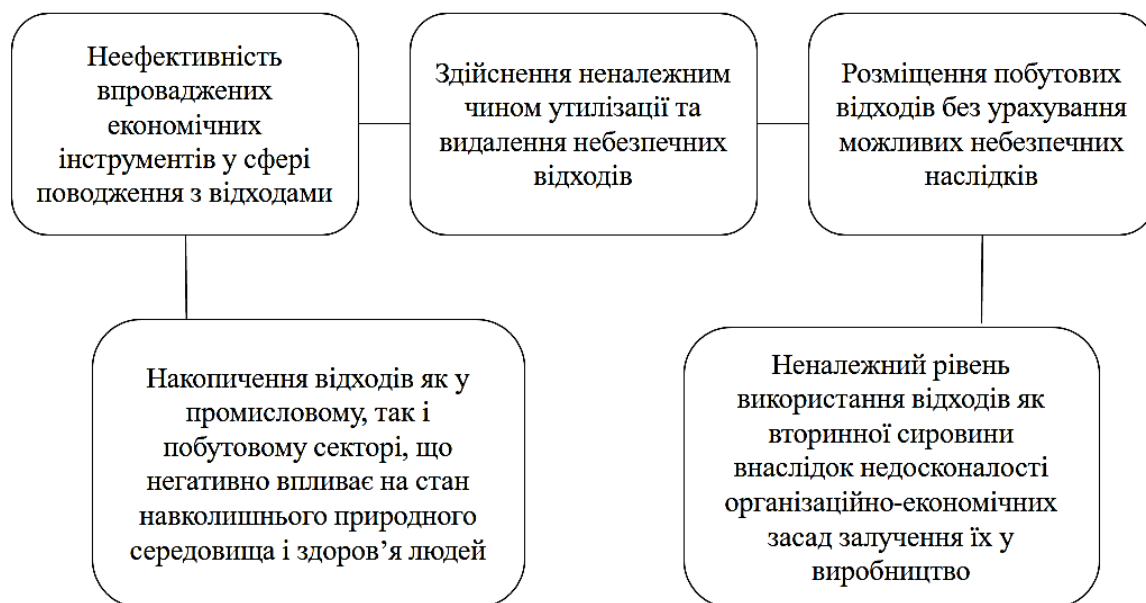 Неефективність
впроваджених
економічних
інструментів у сфері
поводження з відходами
Здійснення неналежним
чином утилізації та
видалення небезпечних
відходів
Розміщення побутових
відходів без урахування
можливих небезпечних
наслідків
Накопичення відходів як у
промисловому, так і
побутовому секторі, що
негативно впливає на стан
навколишнього природного
середовища і здоров’я людей
Неналежний рівень
використання відходів як
вторинної сировини
внаслідок недосконалості
організаційно-економічних
засад залучення їх у
виробництво